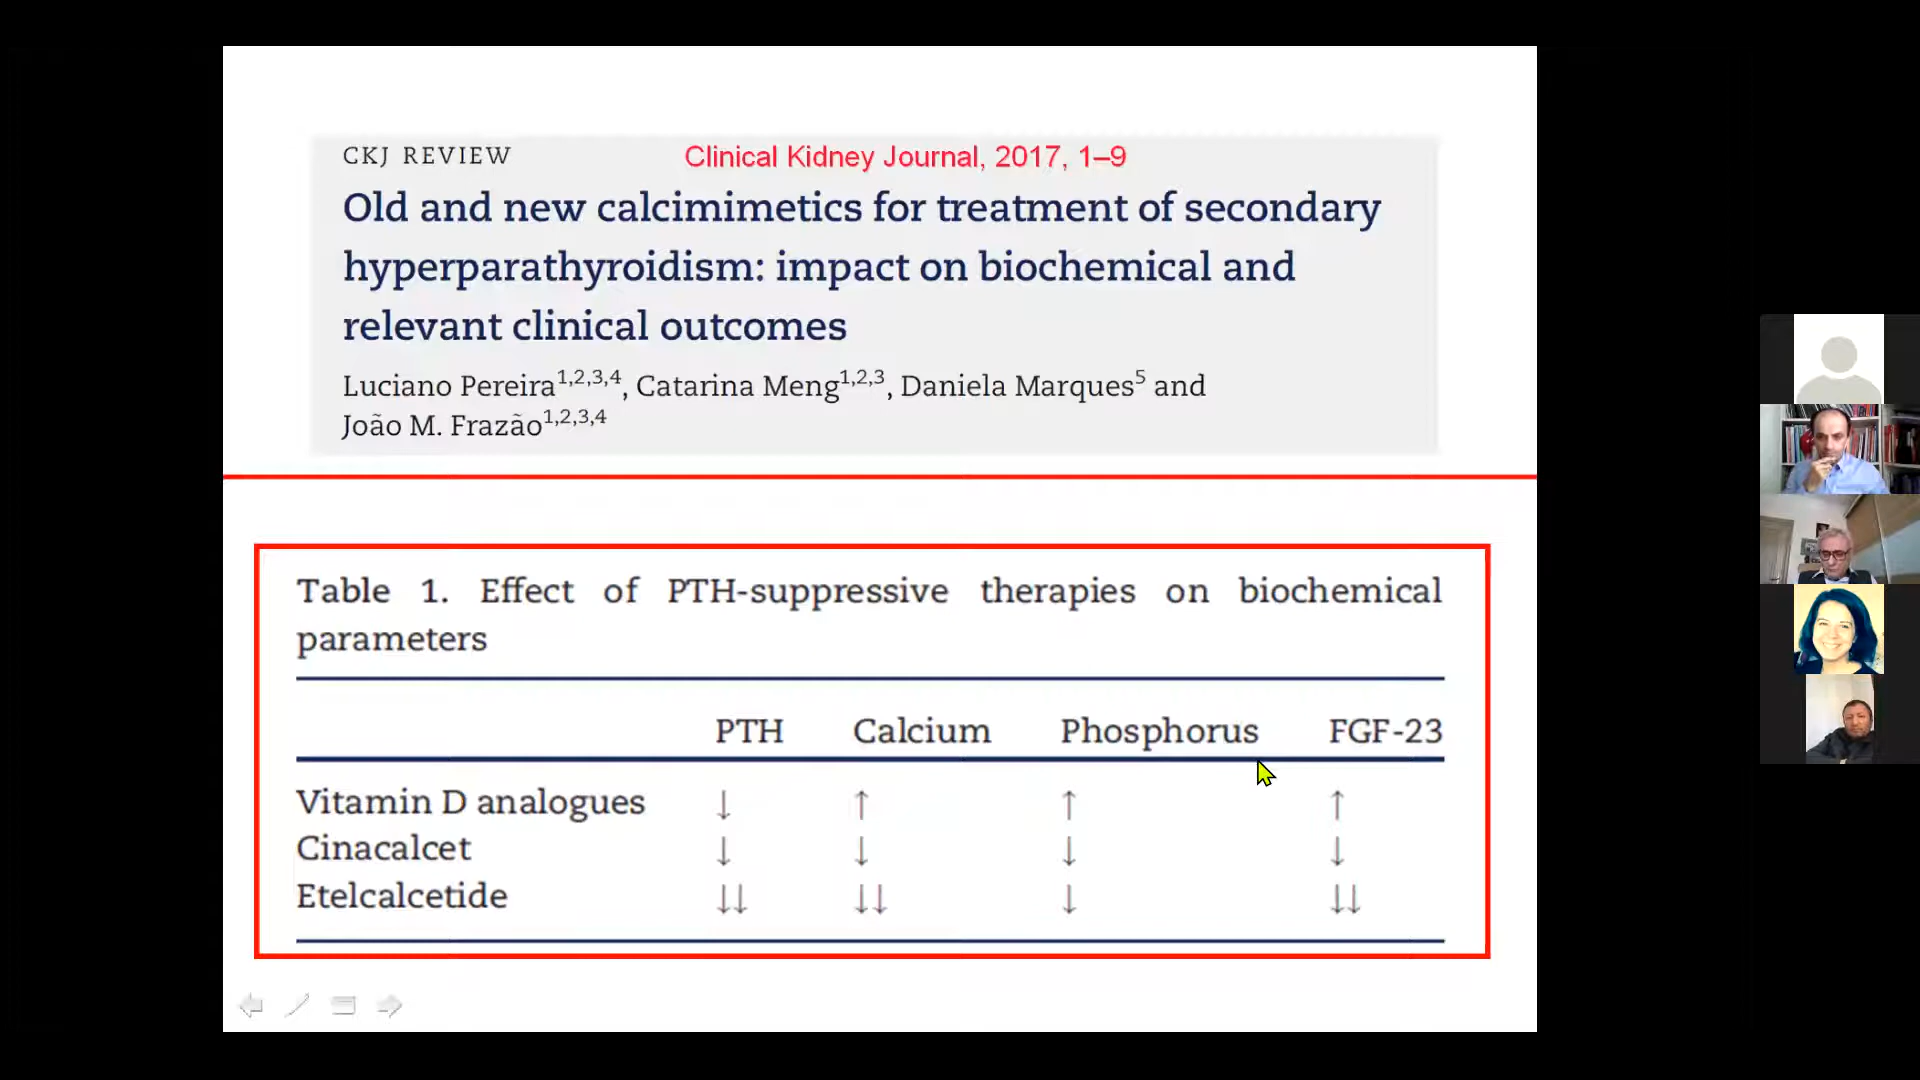 CKJ REVIEW Clinical Kidney Journal, 2017, 1–9
Old and new calcimimetics for treatment of secondary
hyperparathyroidism: impact on biochemical and
relevant clinical outcomes
Luciano Pereira1,2,3,4, Catarina Meng1,2,3, Daniela Marques5 and
João M. Frazão1,2,3,4
Table 1. Effect of PTH-suppressive therapies on biochemical
parameters
PTH Calcium Phosphorus FGF-23
Vitamin D analogues ↓ ↑ ↑ ↑
Cinacalcet ↓ ↓ ↓ ↓
Etelcalcetide ↓↓ ↓↓ ↓ ↓↓